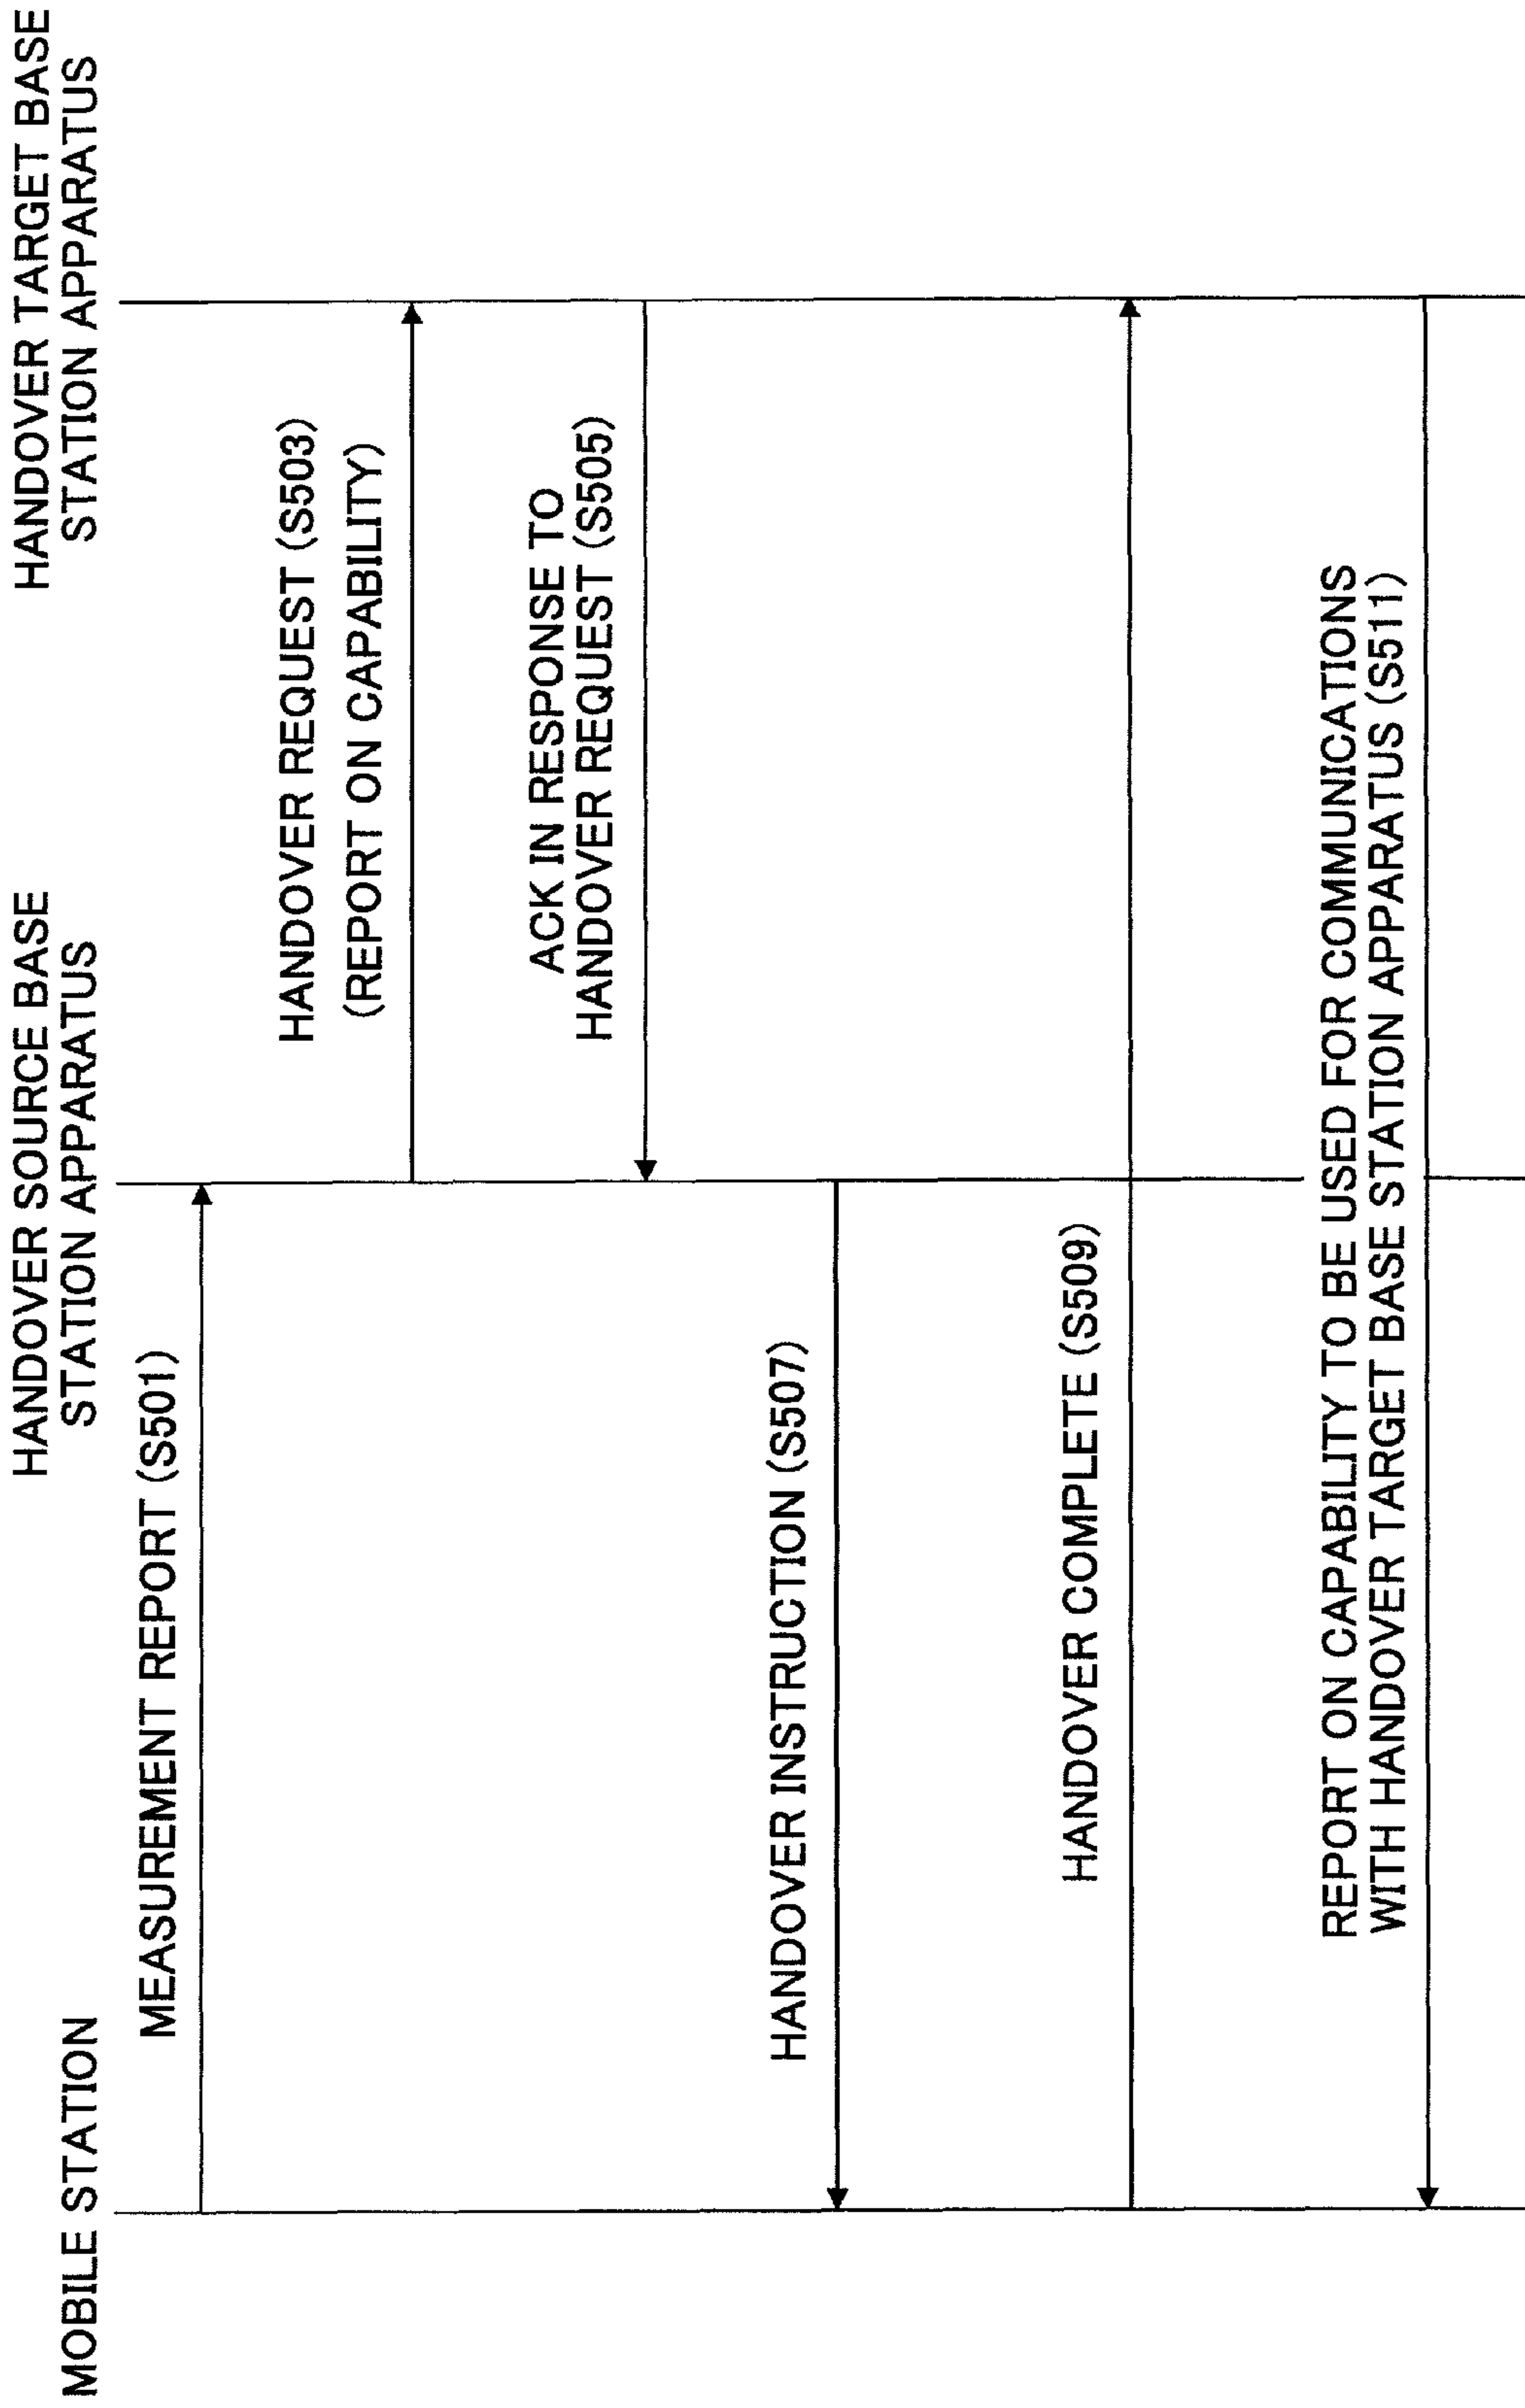 MOBILE STATION
HANDOVER SOURCE BASE
STATION APPARATUS
HANDOVER TARGET BASE
STATION APPARATUS
MEASUREMENT REPORT (S501)
HANDOVER REQUEST (S503)
(REPORT ON CAPABILITY)
ACK IN RESPONSE TO
HANDOVER REQUEST (S505)
HANDOVER INSTRUCTION (S507)
HANDOVER COMPLETE (S509)
REPORT ON CAPABILITY TO BE USED FOR COMMUNICATIONS
WITH HANDOVER TARGET BASE STATION APPARATUS (S511)